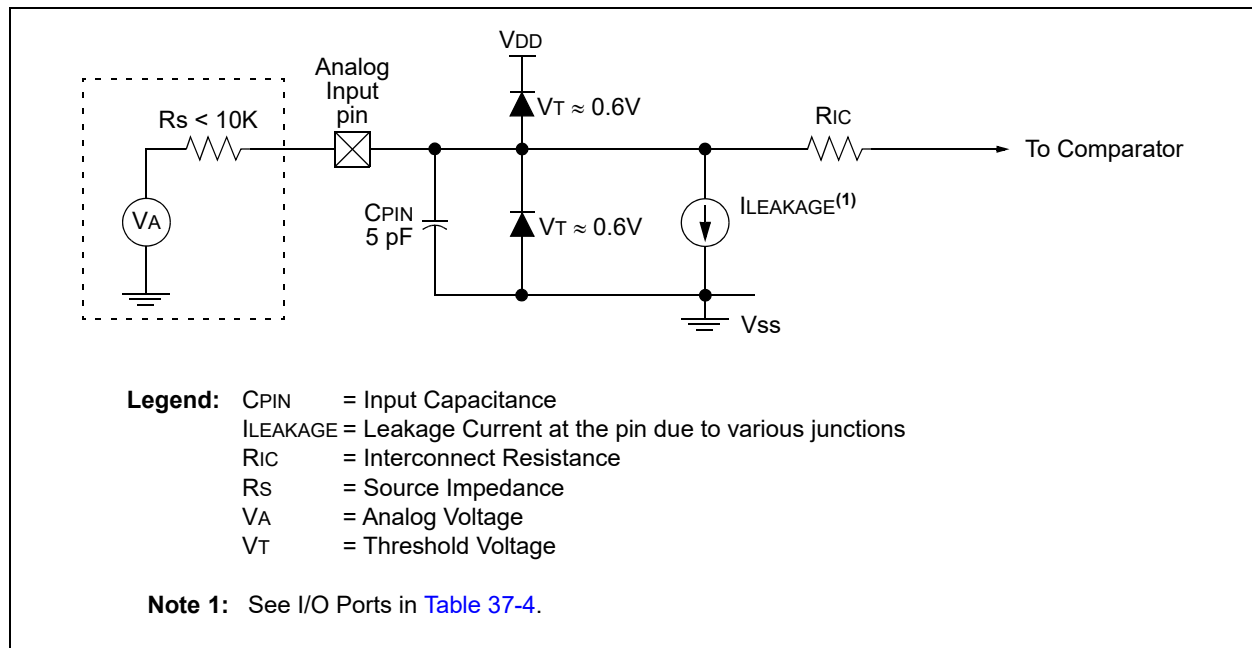 VDD
Analog
Input
pin
Rs < 10K
VT ≈ 0.6V
RIC
To Comparator
VA
CPIN
5 pF
VT ≈ 0.6V
ILEAKAGE(1)
Vss
Legend: CPIN = Input Capacitance
ILEAKAGE = Leakage Current at the pin due to various junctions
RIC = Interconnect Resistance
RS = Source Impedance
VA = Analog Voltage
VT = Threshold Voltage
Note 1: See I/O Ports in Table 37-4.